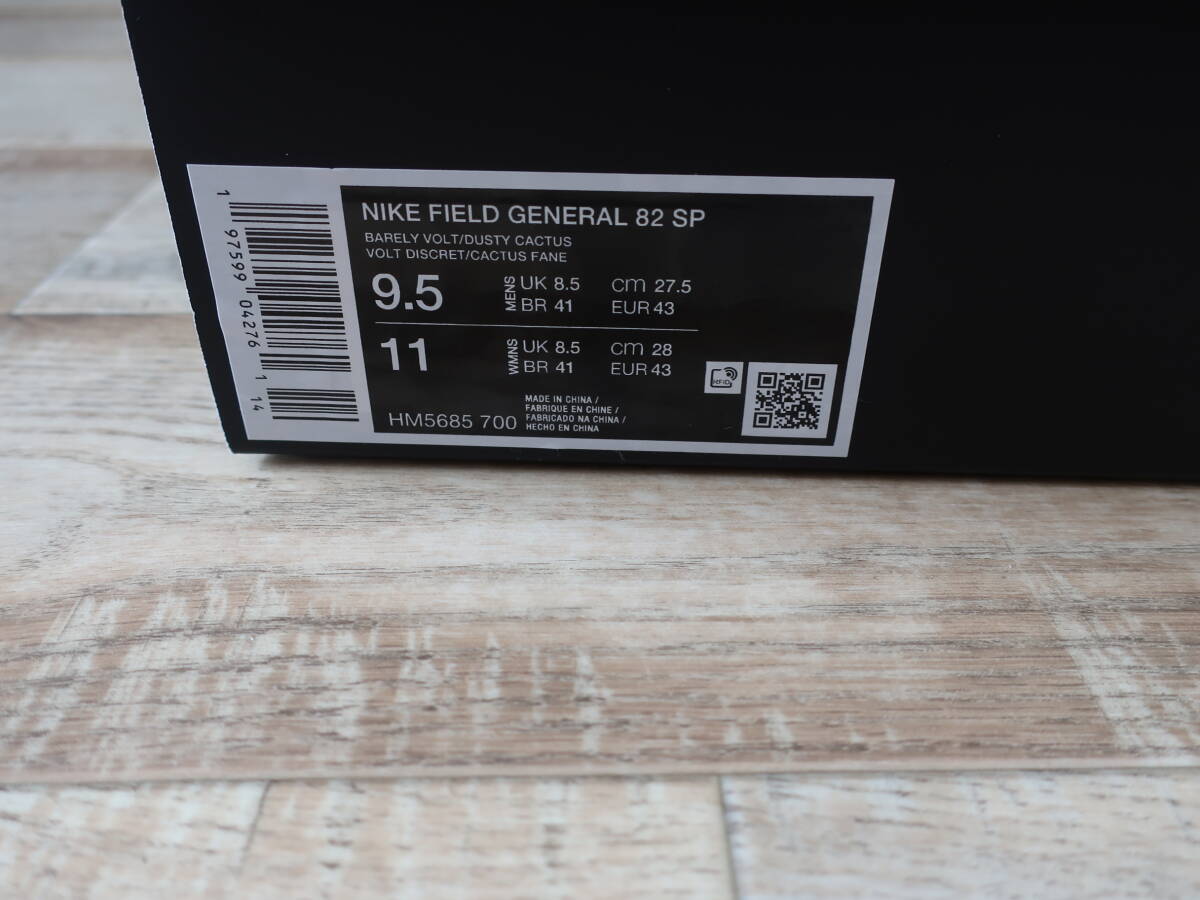 NIKE FIELD GENERAL 82 SP
BARELY VOLT/DUSTY CACTUS
VOLT DISCRET/CACTUS FANE
9.5 MENS UK 8.5 cm 27.5
BR 41 EUR 43
11 WMNS UK 8.5 cm 28
BR 41 EUR 43
RFID
HM5685 700
MADE IN CHINA /
FABRIQUE EN CHINE /
FABRICADO NA CHINA /
HECHO EN CHINA
1 97599 04276 1 14